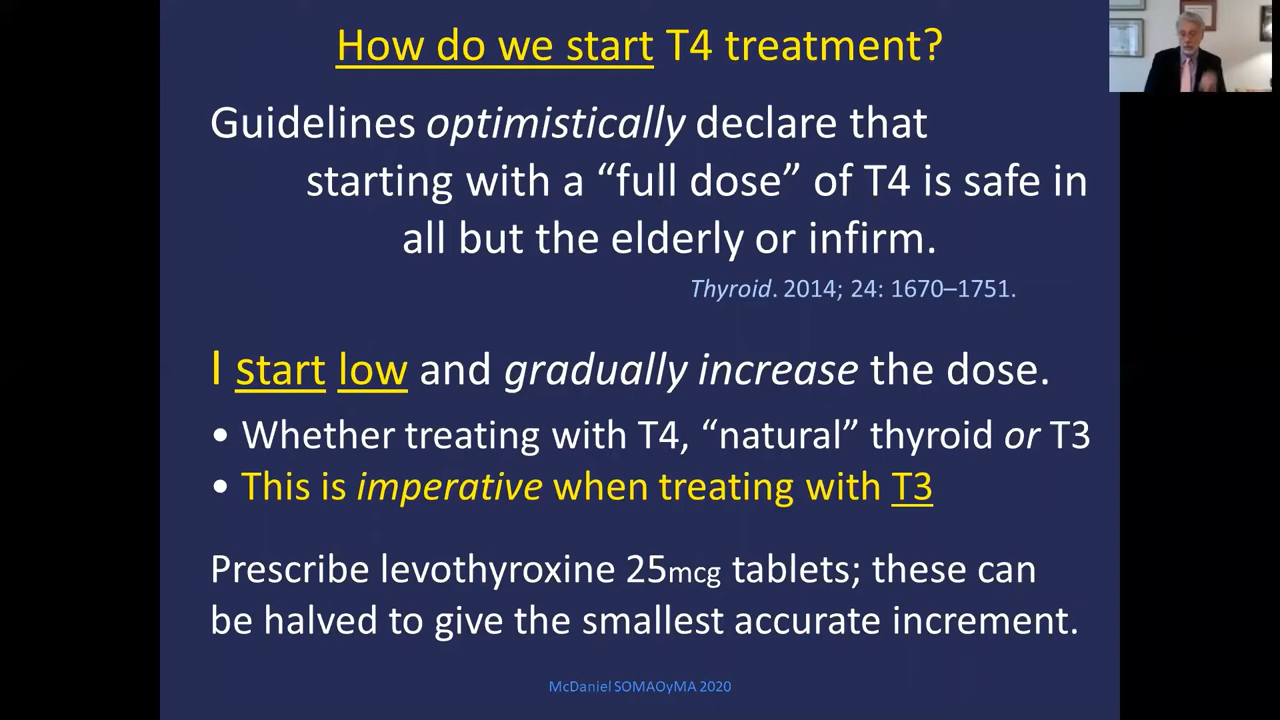 How do we start T4 treatment?
Guidelines optimistically declare that
starting with a “full dose” of T4 is safe in
all but the elderly or infirm.
Thyroid. 2014; 24: 1670–1751.
I start low and gradually increase the dose.
• Whether treating with T4, “natural” thyroid or T3
• This is imperative when treating with T3
Prescribe levothyroxine 25mcg tablets; these can
be halved to give the smallest accurate increment.
McDaniel SOMAOyMA 2020